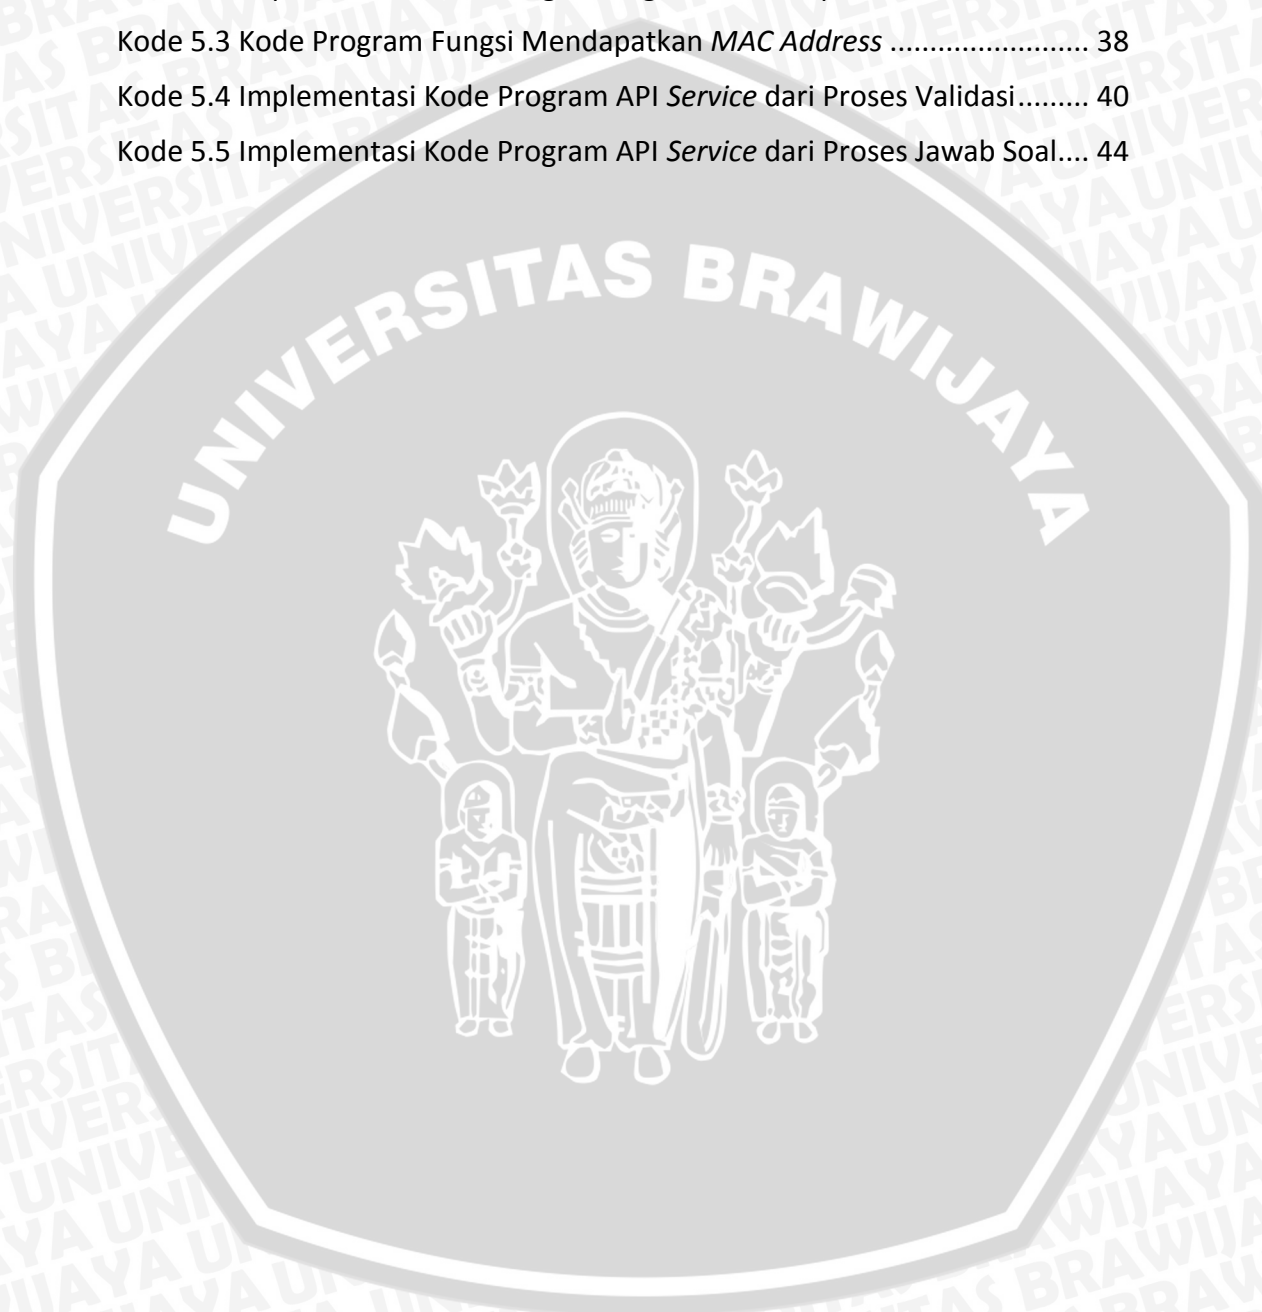 Kode 5.3 Kode Program Fungsi Mendapatkan MAC Address ......................... 38
Kode 5.4 Implementasi Kode Program API Service dari Proses Validasi......... 40
Kode 5.5 Implementasi Kode Program API Service dari Proses Jawab Soal.... 44
UNIVERSITAS BRAWIJAYA